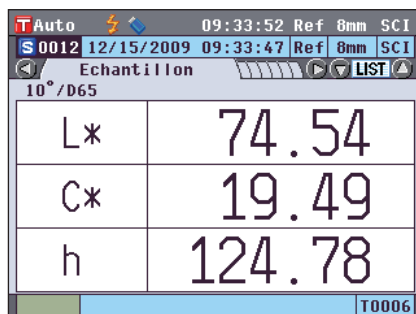 T Auto 09:33:52 Ref 8mm SCI
S 0012 12/15/2009 09:33:47 Ref 8mm SCI
Echantillon LIST
10°/D65
L* 74.54
C* 19.49
h 124.78
T0006